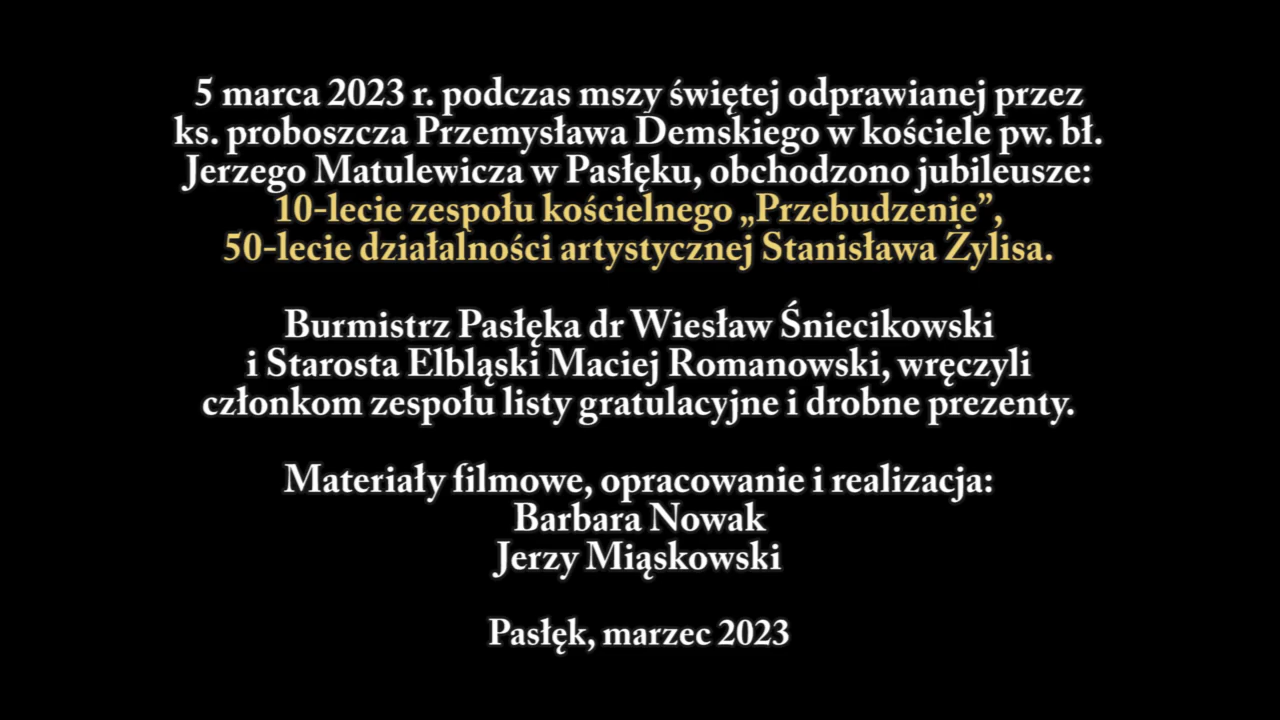 5 marca 2023 r. podczas mszy świętej odprawianej przez
ks. proboszcza Przemysława Demskiego w kościele pw. bł.
Jerzego Matulewicza w Pasłęku, obchodzono jubileusze:
10-lecie zespołu kościelnego „Przebudzenie”,
50-lecie działalności artystycznej Stanisława Żylisa.
Burmistrz Pasłęka dr Wiesław Śniecikowski
i Starosta Elbląski Maciej Romanowski, wręczyli
członkom zespołu listy gratulacyjne i drobne prezenty.
Materiały filmowe, opracowanie i realizacja:
Barbara Nowak
Jerzy Miąskowski
Pasłęk, marzec 2023